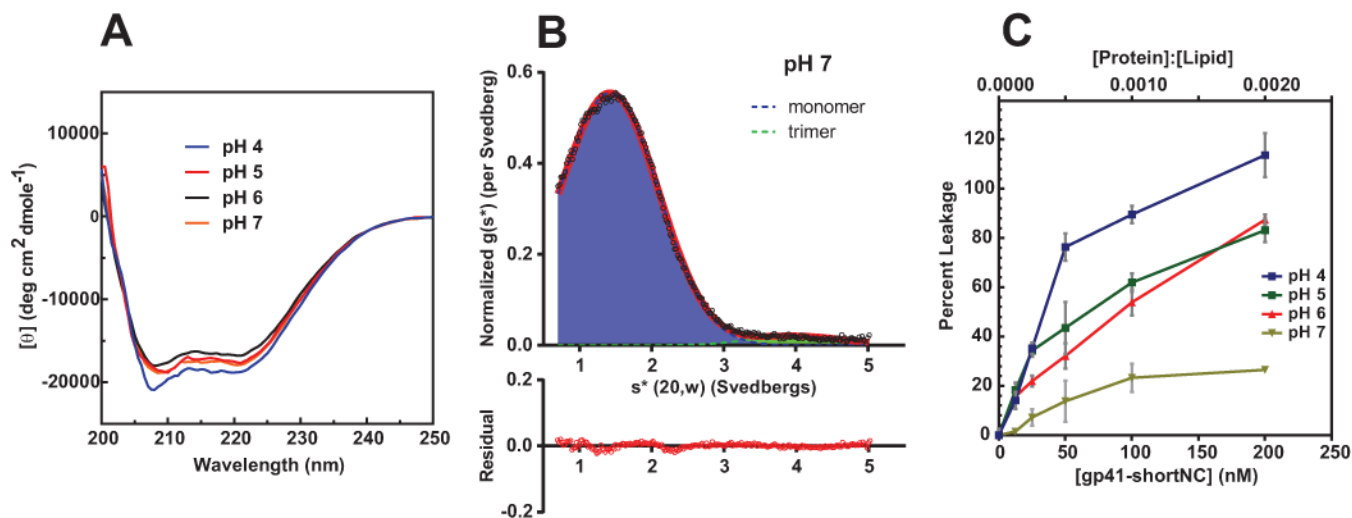 A
[θ] (deg cm2 dmole-1)
10000
0
-10000
-20000
pH 4
pH 5
pH 6
pH 7
200 210 220 230 240 250
Wavelength (nm)
B
pH 7
Normalized g(s*) (per Svedberg)
0.6
0.4
0.2
0.0
monomer
trimer
1 2 3 4 5
s* (20,w) (Svedbergs)
Residual
0.2
0.0
-0.2
1 2 3 4 5
C
[Protein]:[Lipid]
0.00000 0.0010 0.0020
Percent Leakage
120
100
80
60
40
20
0
pH 4
pH 5
pH 6
pH 7
0 50 100 150 200 250
[gp41-shortNC] (nM)